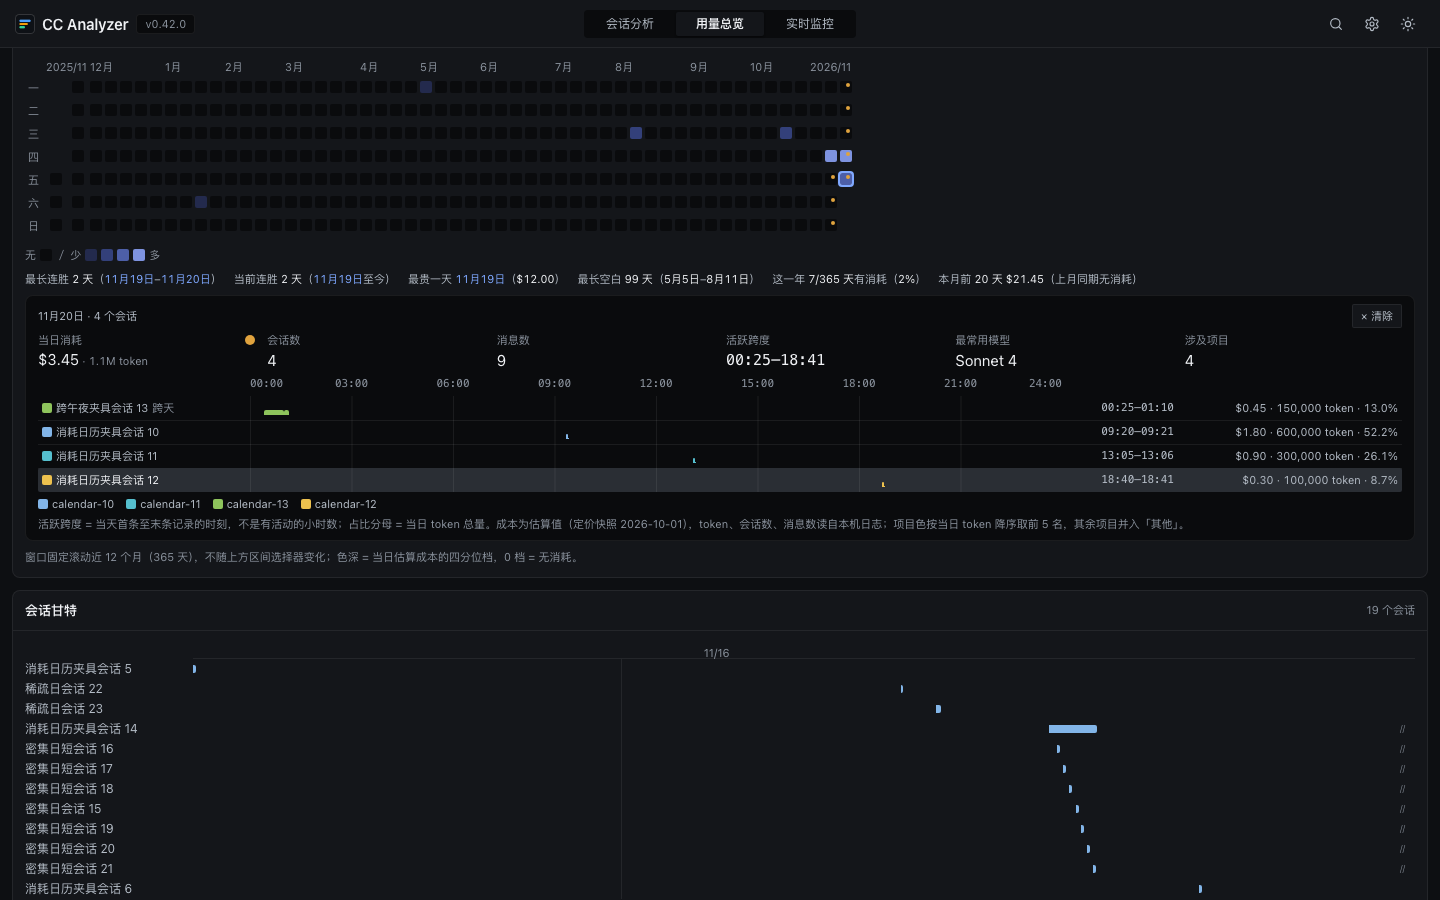 CC Analyzer v0.42.0 会话分析 用量总览 实时监控
2025/11 12月 1月 2月 3月 4月 5月 6月 7月 8月 9月 10月 2026/11
一
二
三
四
五
六
日
无 / 少 多
最长连胜 2 天（11月19日–11月20日） 当前连胜 2 天（11月19日至今） 最贵一天 11月19日（$12.00） 最长空白 99 天（5月5日–8月11日） 这一年 7/365 天有消耗（2%） 本月前 20 天 $21.45（上月同期无消耗）
11月20日 · 4 个会话 × 清除
当日消耗 会话数 消息数 活跃跨度 最常用模型 涉及项目
$3.45 · 1.1M token 4 9 00:25–18:41 Sonnet 4 4
00:00 03:00 06:00 09:00 12:00 15:00 18:00 21:00 24:00
跨午夜夹具会话 13 跨天 00:25–01:10 $0.45 · 150,000 token · 13.0%
消耗日历夹具会话 10 09:20–09:21 $1.80 · 600,000 token · 52.2%
消耗日历夹具会话 11 13:05–13:06 $0.90 · 300,000 token · 26.1%
消耗日历夹具会话 12 18:40–18:41 $0.30 · 100,000 token · 8.7%
calendar-10 calendar-11 calendar-13 calendar-12
活跃跨度 = 当天首条至末条记录的时刻，不是有活动的小时数；占比分母 = 当日 token 总量。成本为估算值（定价快照 2026-10-01），token、会话数、消息数读自本机日志；项目色按当日 token 降序取前 5 名，其余项目并入「其他」。
窗口固定滚动近 12 个月（365 天），不随上方区间选择器变化；色深 = 当日估算成本的四分位档，0 档 = 无消耗。
会话甘特 19 个会话
11/16
消耗日历夹具会话 5
稀疏日会话 22
稀疏日会话 23
消耗日历夹具会话 14 //
密集日短会话 16 //
密集日短会话 17 //
密集日短会话 18 //
密集日会话 15 //
密集日短会话 19 //
密集日短会话 20 //
密集日短会话 21 //
消耗日历夹具会话 6